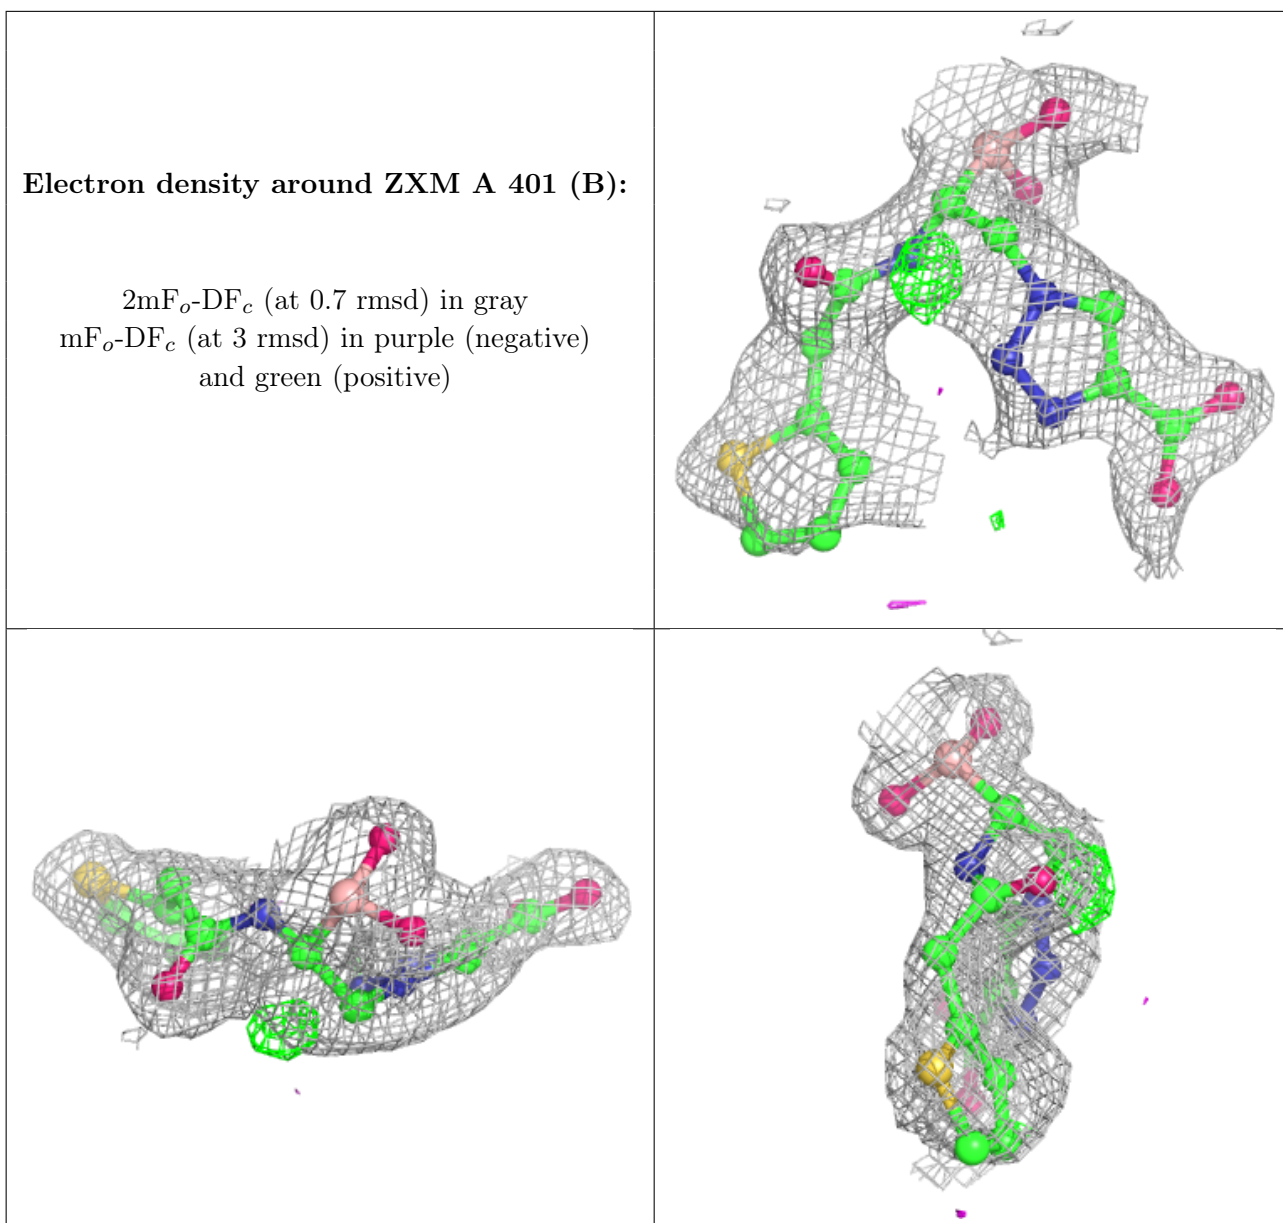 Electron density around ZXM A 401 (B):
2mFo-DFc (at 0.7 rmsd) in gray
mFo-DFc (at 3 rmsd) in purple (negative)
and green (positive)